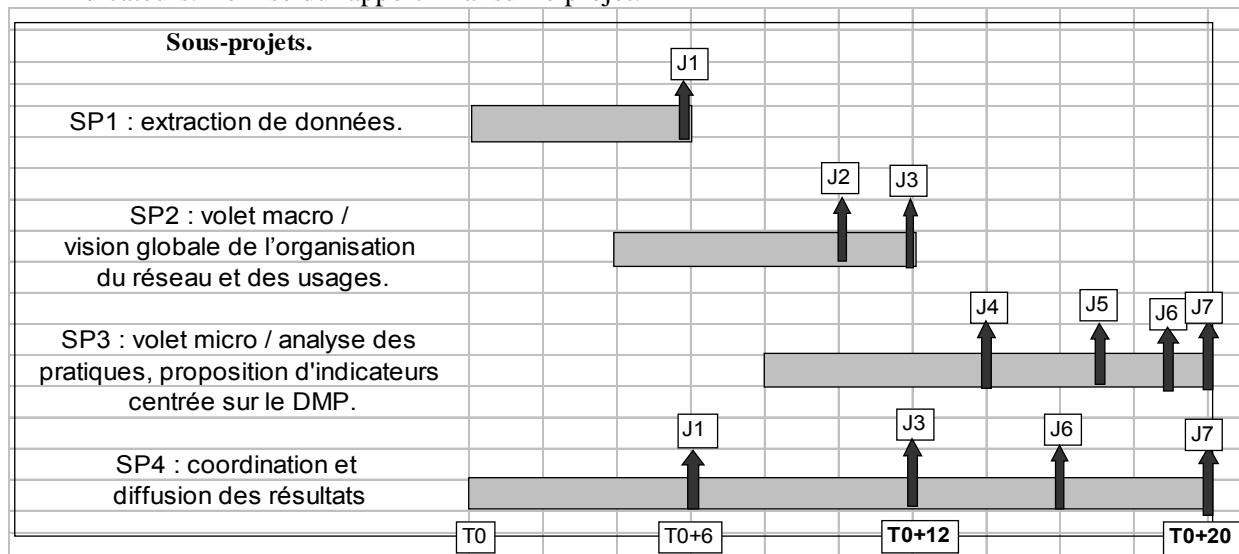 Sous-projets.
J1
SP1 : extraction de données.
J2
J3
SP2 : volet macro /
vision globale de l'organisation
du réseau et des usages.
J4
J5
J6
J7
SP3 : volet micro / analyse des
pratiques, proposition d'indicateurs
centrée sur le DMP.
J1
J3
J6
J7
SP4 : coordination et
diffusion des résultats
T0
T0+6
T0+12
T0+20